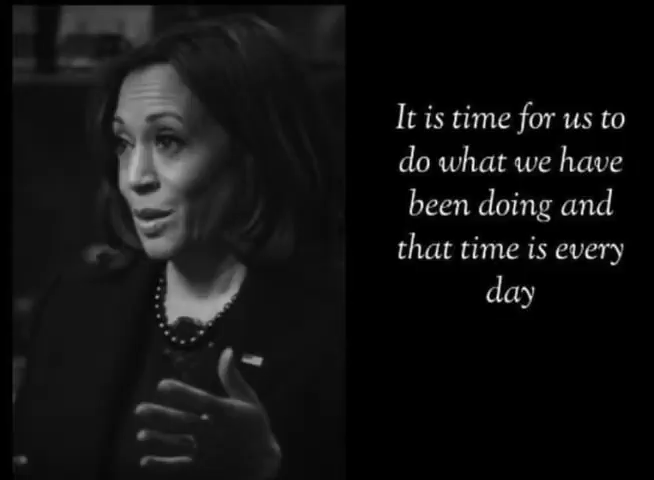 It is time for us to
do what we have
been doing and
that time is every
day